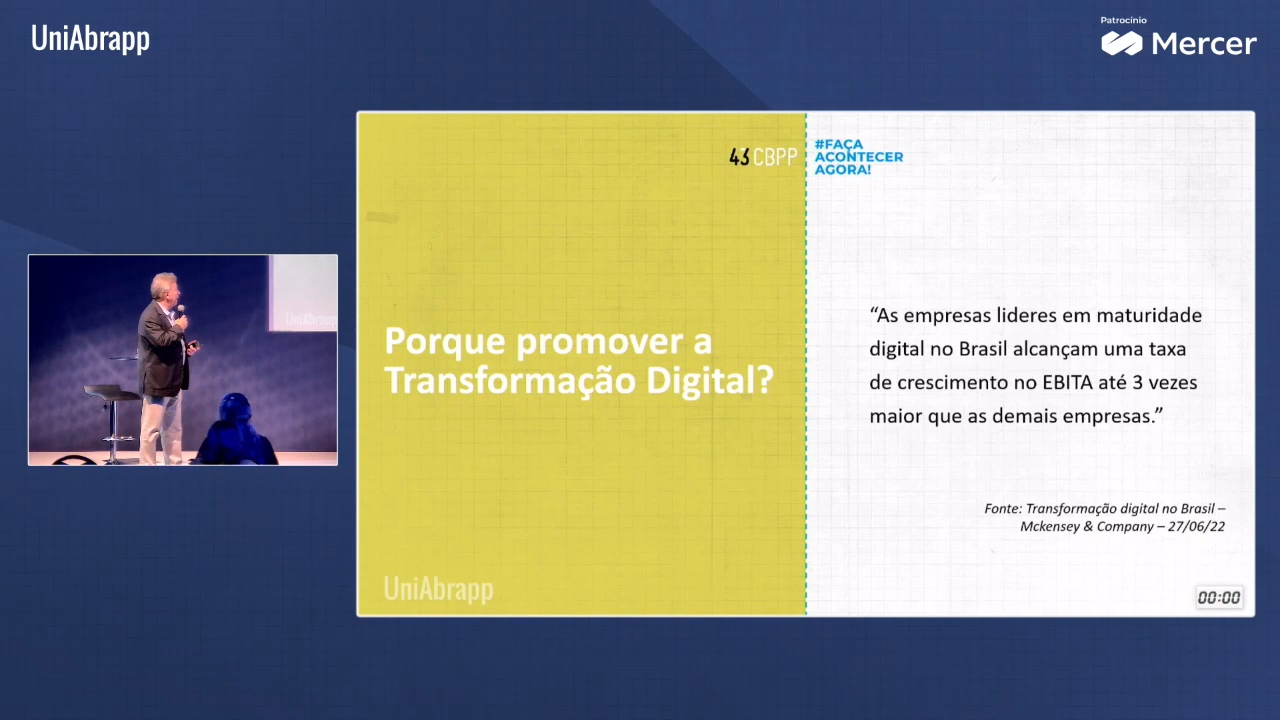 UniAbrapp
Patrocínio
Mercer
43 CBPP
#FAÇA
ACONTECER
AGORA!
Porque promover a
Transformação Digital?
“As empresas lideres em maturidade
digital no Brasil alcançam uma taxa
de crescimento no EBITA até 3 vezes
maior que as demais empresas.”
Fonte: Transformação digital no Brasil –
Mckensey & Company – 27/06/22
UniAbrapp
00:00
UniAbrapp